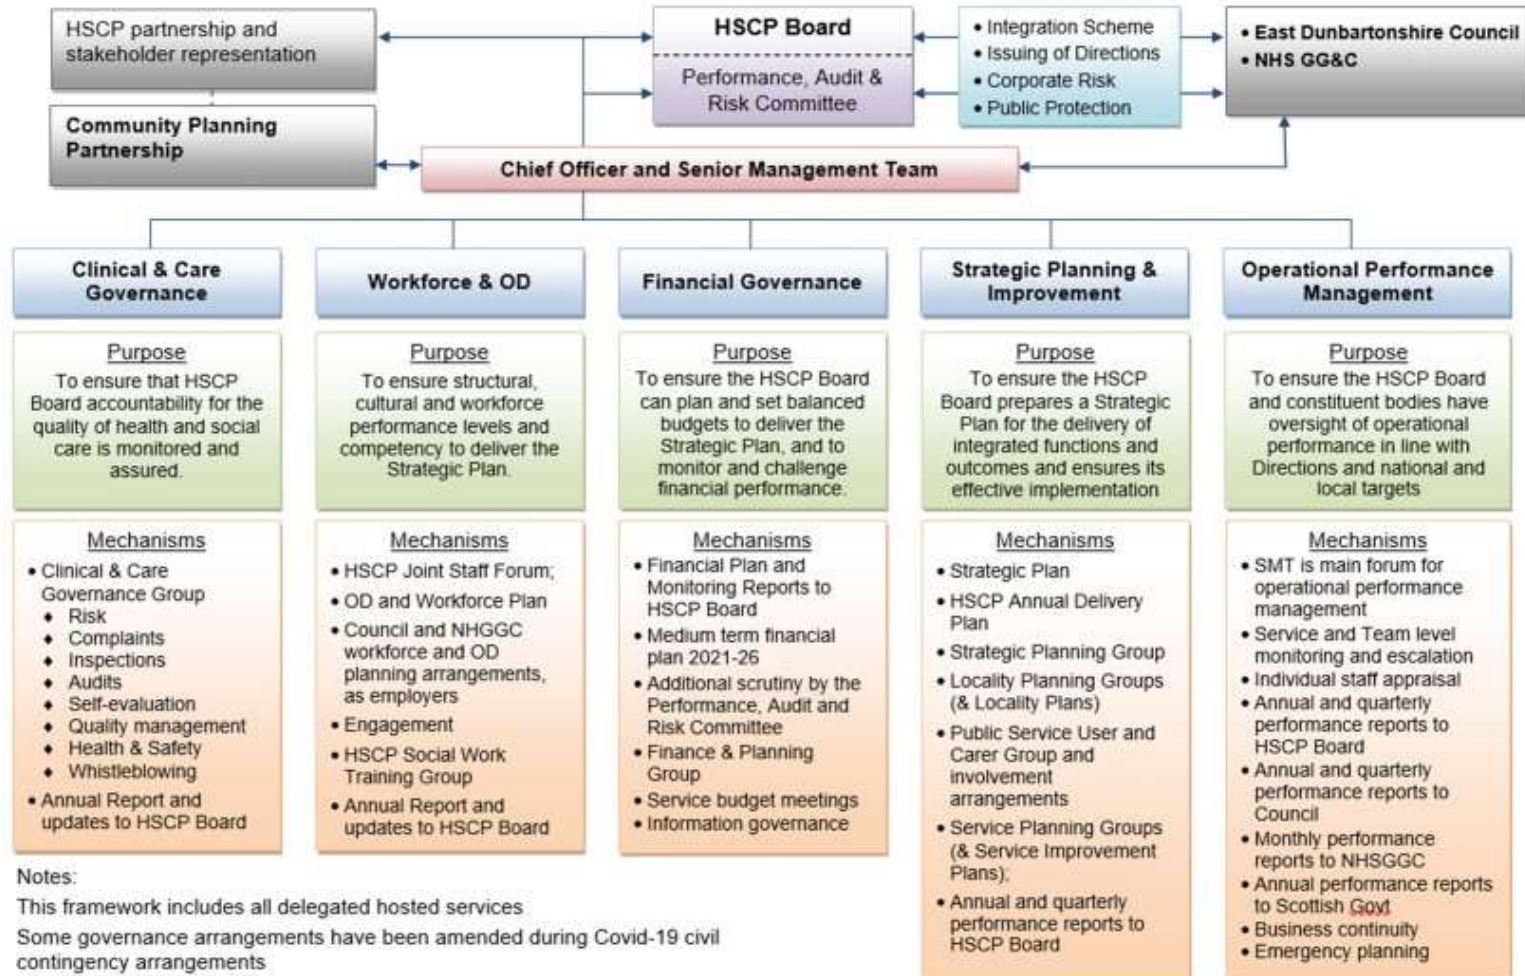 HSCP partnership and
stakeholder representation
HSCP Board
Performance, Audit &
Risk Committee
• Integration Scheme
• Issuing of Directions
• Corporate Risk
• Public Protection
• East Dunbartonshire Council
• NHS GG&C
Community Planning
Partnership
Chief Officer and Senior Management Team
Clinical & Care
Governance
Purpose
To ensure that HSCP
Board accountability for the
quality of health and social
care is monitored and
assured.
Mechanisms
• Clinical & Care
Governance Group
♦ Risk
♦ Complaints
♦ Inspections
♦ Audits
♦ Self-evaluation
♦ Quality management
♦ Health & Safety
♦ Whistleblowing
• Annual Report and
updates to HSCP Board
Workforce & OD
Purpose
To ensure structural,
cultural and workforce
performance levels and
competency to deliver the
Strategic Plan.
Mechanisms
• HSCP Joint Staff Forum;
• OD and Workforce Plan
• Council and NHGGC
workforce and OD
planning arrangements,
as employers
• Engagement
• HSCP Social Work
Training Group
• Annual Report and
updates to HSCP Board
Financial Governance
Purpose
To ensure the HSCP Board
can plan and set balanced
budgets to deliver the
Strategic Plan, and to
monitor and challenge
financial performance.
Mechanisms
• Financial Plan and
Monitoring Reports to
HSCP Board
• Medium term financial
plan 2021-26
• Additional scrutiny by the
Performance, Audit and
Risk Committee
• Finance & Planning
Group
• Service budget meetings
• Information governance
Strategic Planning &
Improvement
Purpose
To ensure the HSCP
Board prepares a Strategic
Plan for the delivery of
integrated functions and
outcomes and ensures its
effective implementation
Mechanisms
• Strategic Plan
• HSCP Annual Delivery
Plan
• Strategic Planning Group
• Locality Planning Groups
(& Locality Plans)
• Public Service User and
Carer Group and
involvement
arrangements
• Service Planning Groups
(& Service Improvement
Plans);
• Annual and quarterly
performance reports to
HSCP Board
Operational Performance
Management
Purpose
To ensure the HSCP Board
and constituent bodies have
oversight of operational
performance in line with
Directions and national and
local targets
Mechanisms
• SMT is main forum for
operational performance
management
• Service and Team level
monitoring and escalation
• Individual staff appraisal
• Annual and quarterly
performance reports to
HSCP Board
• Annual and quarterly
performance reports to
Council
• Monthly performance
reports to NHSGGC
• Annual performance reports
to Scottish Govt
• Business continuity
• Emergency planning
Notes:
This framework includes all delegated hosted services
Some governance arrangements have been amended during Covid-19 civil
contingency arrangements